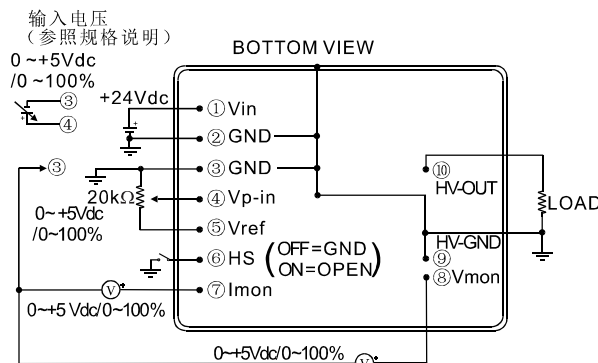 输入电压
（参照规格说明）
0～+5Vdc
/0～100%
③
④
BOTTOM VIEW
+24Vdc
①Vin
②GND
③
③GND
20kΩ
④Vp-in
0～+5Vdc
/0～100%
⑤Vref
⑥HS (OFF=GND
ON=OPEN)
⑦Imon
V
+
0～+5 Vdc/0～100%
⑩
HV-OUT
LOAD
HV-GND
⑨
⑧Vmon
0～+5Vdc/0～100%
V
+